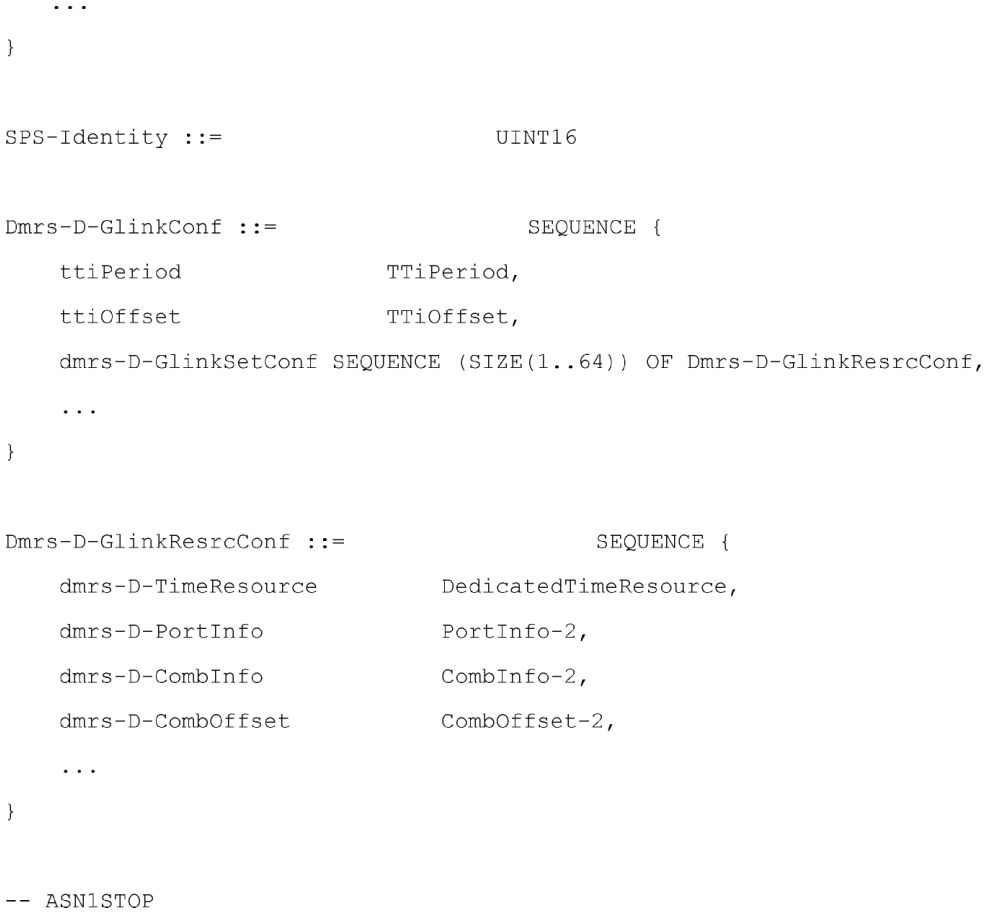 ...
}
SPS-Identity ::= UINT16
Dmrs-D-GlinkConf ::= SEQUENCE {
ttiPeriod TTiPeriod,
ttiOffset TTiOffset,
dmrs-D-GlinkSetConf SEQUENCE (SIZE(1..64)) OF Dmrs-D-GlinkResrcConf,
...
}
Dmrs-D-GlinkResrcConf ::= SEQUENCE {
dmrs-D-TimeResource DedicatedTimeResource,
dmrs-D-PortInfo PortInfo-2,
dmrs-D-CombInfo CombInfo-2,
dmrs-D-CombOffset CombOffset-2,
...
}
-- ASN1STOP